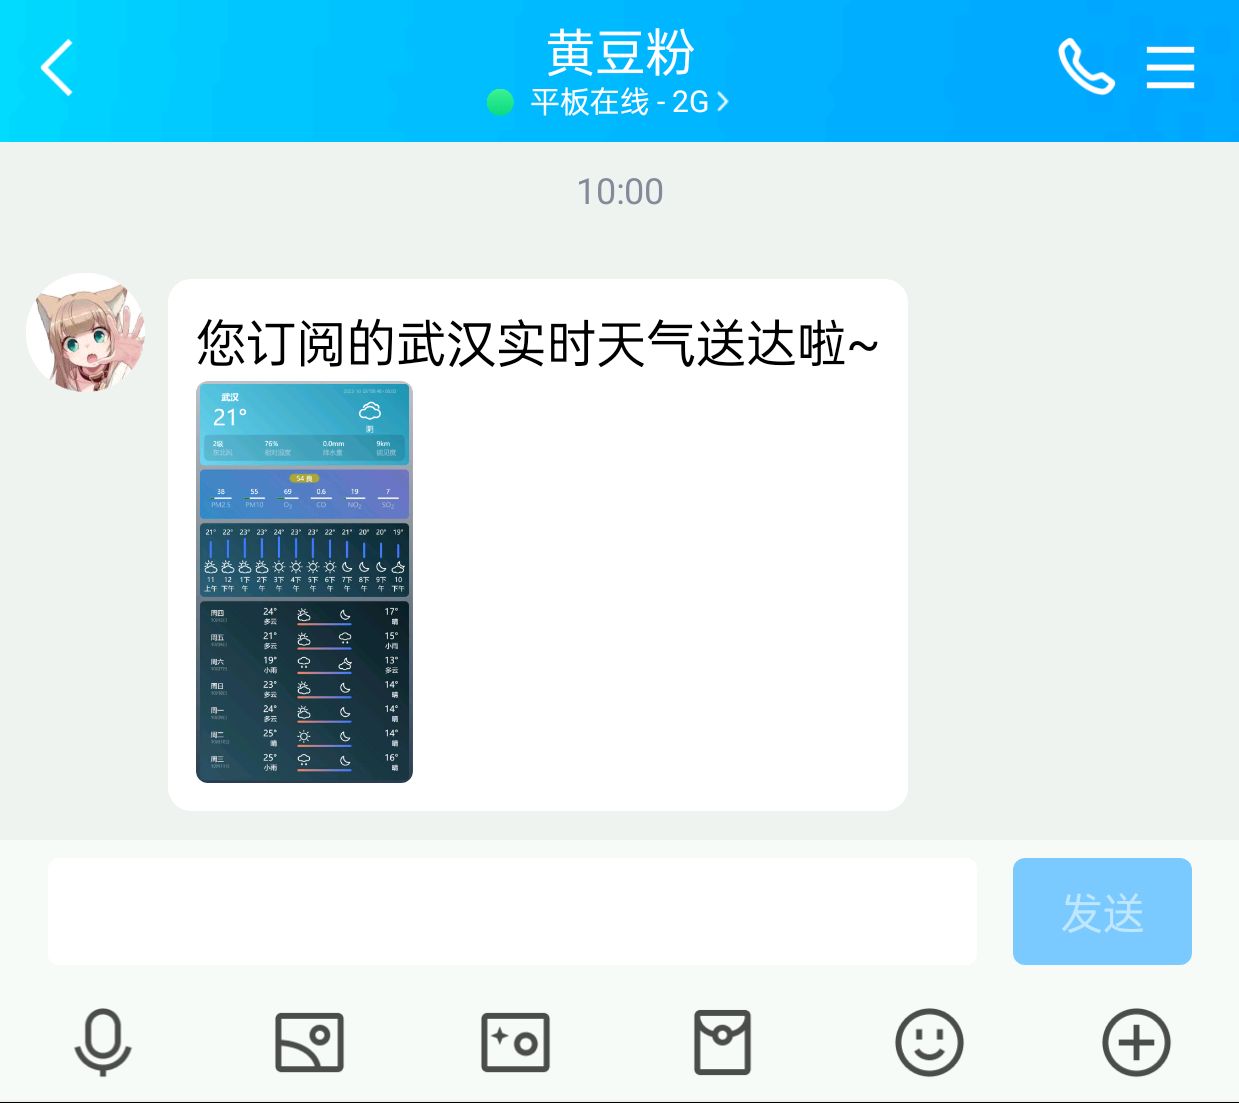 黄豆粉
平板在线 - 2G
10:00
您订阅的武汉实时天气送达啦~
武汉
21°
阴
2级 76% 0.0mm 9km
东北风 相对湿度 降水量 能见度
54 良
38 55 69 0.6 19 7
PM2.5 PM10 O₃ CO NO₂ SO₂
21° 22° 23° 23° 24° 23° 23° 22° 21° 20° 20° 19°
11 12 1下 2下 3下 4下 5下 6下 7下 8下 9下 10
上午 下午 午 午 午 午 午 午 午 午 午 下午
周四 24° 17°
多云 晴
周五 21° 15°
多云 小雨
周六 19° 13°
小雨 多云
周日 23° 14°
多云 晴
周一 24° 14°
多云 晴
周二 25° 14°
晴 晴
周三 25° 16°
小雨 晴
发送